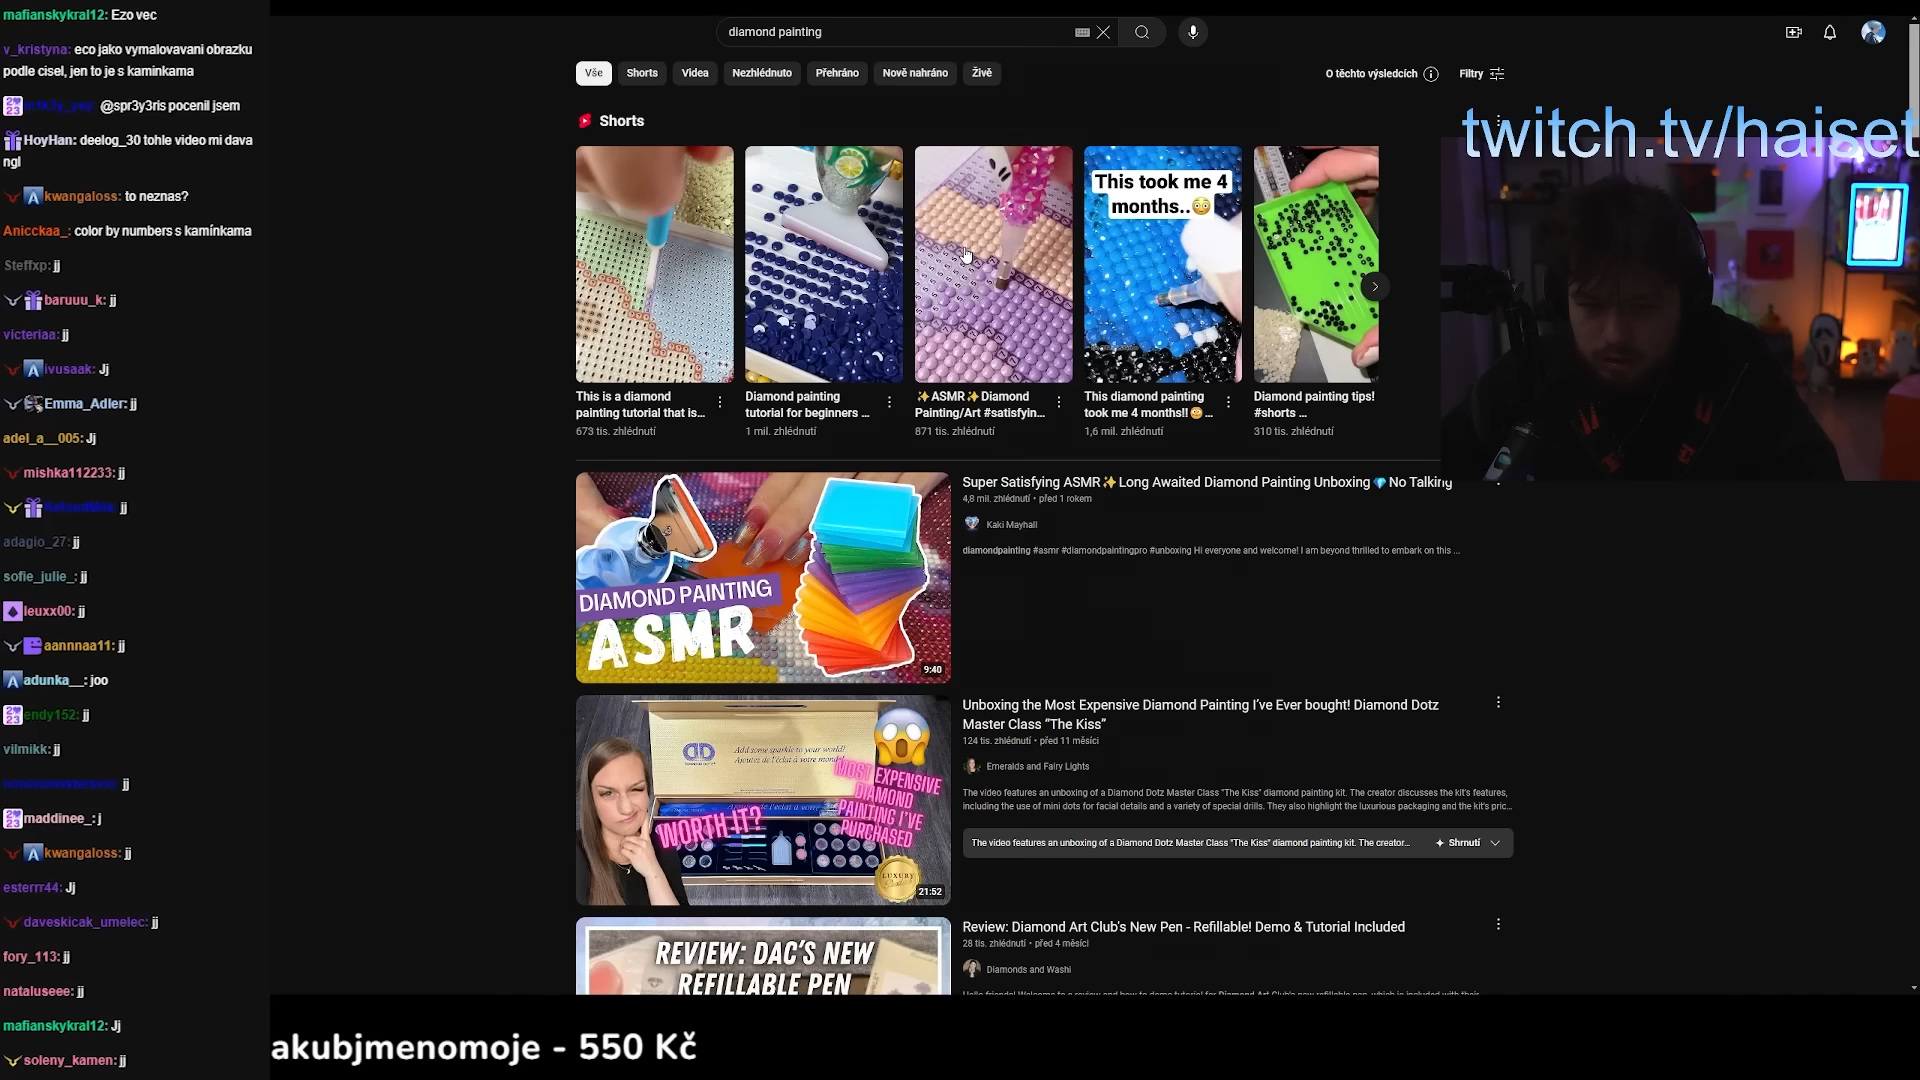 mafianskykral12: Ezo vec
v_kristyna: eco jako vymalovavani obrazku
podle cisel, jen to je s kaminkama
@spr3y3ris pocenil jsem
HoyHan: deelog_30 tohle video mi dava
ngl
kwangaloss: to neznas?
Anicckaa_: color by numbers s kamínkama
Steffxp: jj
baruuu_k: jj
victeriaa: jj
ivusaak: Jj
Emma_Adler: jj
adel_a__005: Jj
mishka112233: jj
jj
adagio_27: jj
sofie_julie_: jj
leuxx00: jj
aannnaa11: jj
adunka__: joo
endy152: jj
vilmikk: jj
jj
maddinee_: j
kwangaloss: jj
esterrr44: Jj
daveskicak_umelec: jj
fory_113: jj
nataluseee: jj
mafianskykral12: Jj
soleny_kamen: jj
diamond painting
Vše
Shorts
Videa
Nezhlédnuto
Přehráno
Nově nahráno
Živě
O těchto výsledcích
Filtry
twitch.tv/haiset
Shorts
This took me 4
months..😳
This is a diamond
painting tutorial that is...
673 tis. zhlédnutí
Diamond painting
tutorial for beginners ...
1 mil. zhlédnutí
✨ASMR✨Diamond
Painting/Art #satisfyin...
871 tis. zhlédnutí
This diamond painting
took me 4 months!!😳...
1,6 mil. zhlédnutí
Diamond painting tips!
#shorts ...
310 tis. zhlédnutí
DIAMOND PAINTING
ASMR
9:40
Super Satisfying ASMR✨Long Awaited Diamond Painting Unboxing💎No Talking
4,8 mil. zhlédnutí • před 1 rokem
Kaki Mayhall
diamondpainting #asmr #diamondpaintingpro #unboxing Hi everyone and welcome! I am beyond thrilled to embark on this ...
Add some sparkle to your world!
Ajoutez de l'éclat à votre monde!
WORTH IT?
MOST EXPENSIVE
DIAMOND
PAINTING I'VE
PURCHASED
LUXURY
21:52
Unboxing the Most Expensive Diamond Painting I've Ever bought! Diamond Dotz
Master Class "The Kiss"
124 tis. zhlédnutí • před 11 měsíci
Emeralds and Fairy Lights
The video features an unboxing of a Diamond Dotz Master Class "The Kiss" diamond painting kit. The creator discusses the kit's features,
including the use of mini dots for facial details and a variety of special drills. They also highlight the luxurious packaging and the kit's pric...
The video features an unboxing of a Diamond Dotz Master Class "The Kiss" diamond painting kit. The creator...
Shrnutí
REVIEW: DAC'S NEW
REFILLABLE PEN
Review: Diamond Art Club's New Pen - Refillable! Demo & Tutorial Included
28 tis. zhlédnutí • před 4 měsíci
Diamonds and Washi
akubjmenomoje - 550 Kč